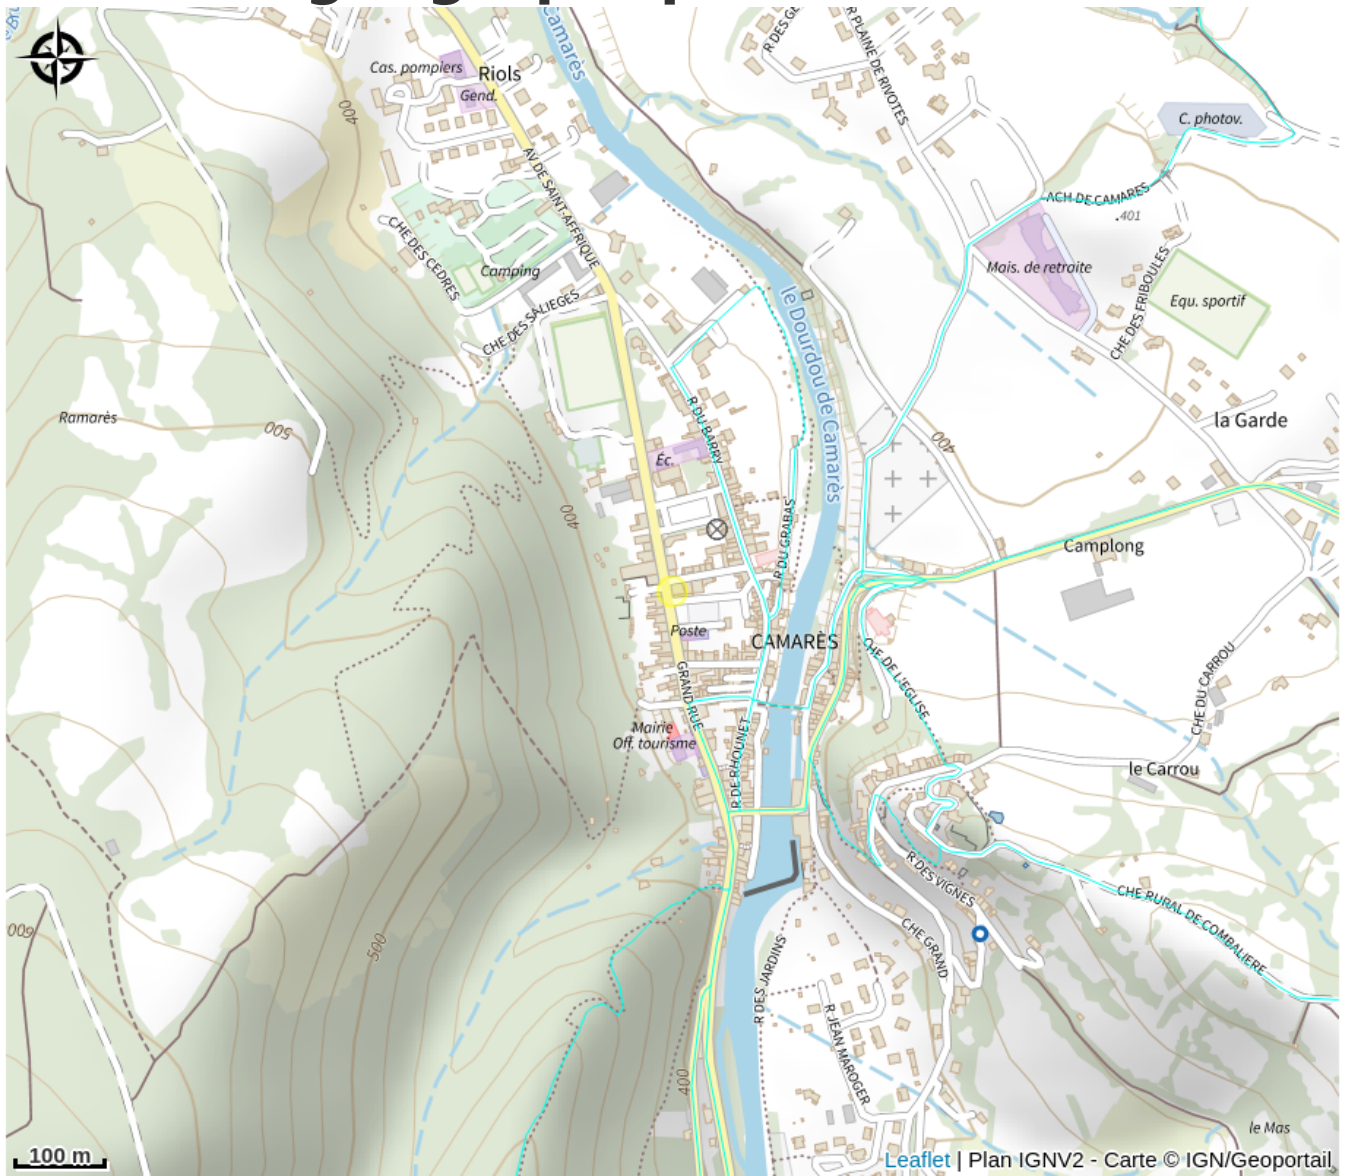 Camarès
R PLAINE DE RIVOTES
Cas. pompiers
Riols
Gend.
400
C. photov.
AV DE SAINT-AFFRIQUE
ACH DE CAMARES
.401
CHE DES CEDRES
Camping
Mais. de retraite
CHE DES FRIBOULES
Equ. sportif
CHE DES SALIEGES
le Dourdou de Camarès
Ramarès
500
R DU BARRY
400
la Garde
Éc.
400
R DU GRABAS
Camplong
Poste
CAMARÈS
CHE DE L'EGLISE
CHE DU CARROU
GRAND RUE
Mairie
Off. tourisme
R DE RHOUNET
le Carrou
R DES VIGNES
CHE RURAL DE COMBALIERE
600
500
CHE GRAND
R DES JARDINS
R JEAN MAROGER
400
le Mas
100 m
Leaflet | Plan IGNV2 - Carte © IGN/Geoportail